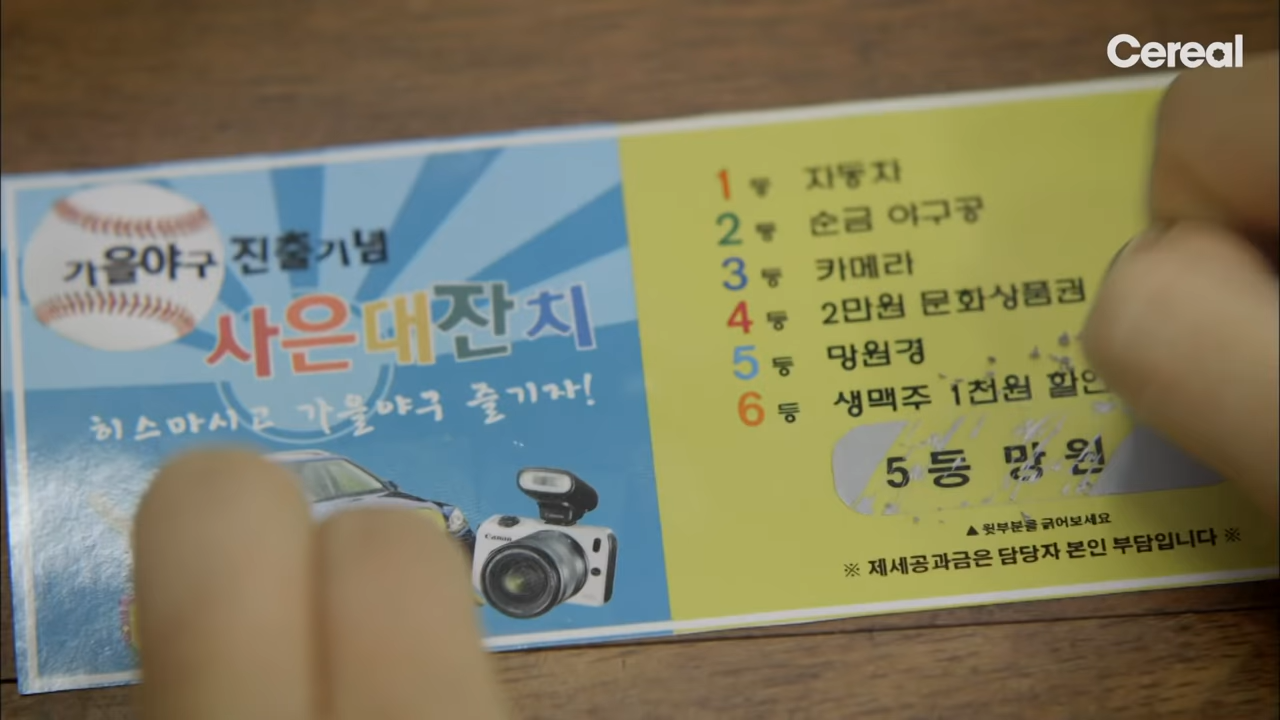 Cereal
가을야구 진출기념
사은대잔치
히스마시고 가을야구 즐기자!
Canon
1등 자동차
2등 순금 야구공
3등 카메라
4등 2만원 문화상품권
5등 망원경
6등 생맥주 1천원 할인
5등 망원
▲ 윗부분을 긁어보세요
※ 제세공과금은 담당자 본인 부담입니다 ※